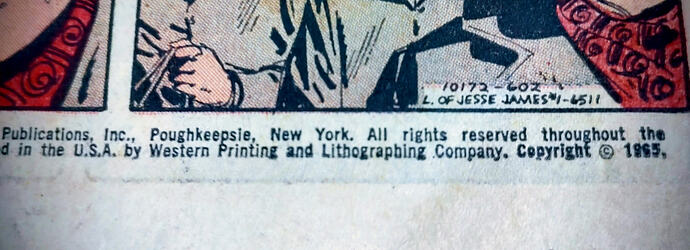 10172-602
L. OF JESSE JAMES #1-6511
Publications, Inc., Poughkeepsie, New York. All rights reserved throughout the
d in the U.S.A. by Western Printing and Lithographing Company. Copyright © 1965,